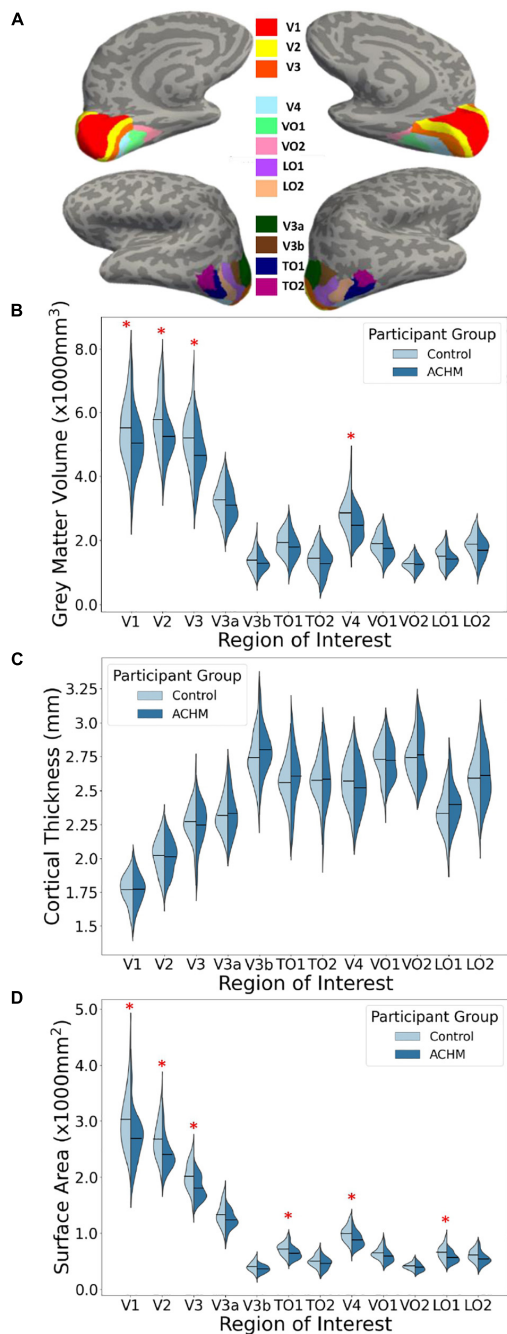 A
V1
V2
V3
V4
VO1
VO2
LO1
LO2
V3a
V3b
TO1
TO2
B
Grey Matter Volume (x1000mm³)
8.0
6.0
4.0
2.0
0.0
* * * *
Participant Group
Control
ACHM
V1 V2 V3 V3a V3b TO1 TO2 V4 VO1 VO2 LO1 LO2
Region of Interest
C
Cortical Thickness (mm)
3.25
3.0
2.75
2.5
2.25
2.0
1.75
1.5
Participant Group
Control
ACHM
V1 V2 V3 V3a V3b TO1 TO2 V4 VO1 VO2 LO1 LO2
Region of Interest
D
Surface Area (x1000mm²)
5.0
4.0
3.0
2.0
1.0
0.0
* * * * * *
Participant Group
Control
ACHM
V1 V2 V3 V3a V3b TO1 TO2 V4 VO1 VO2 LO1 LO2
Region of Interest